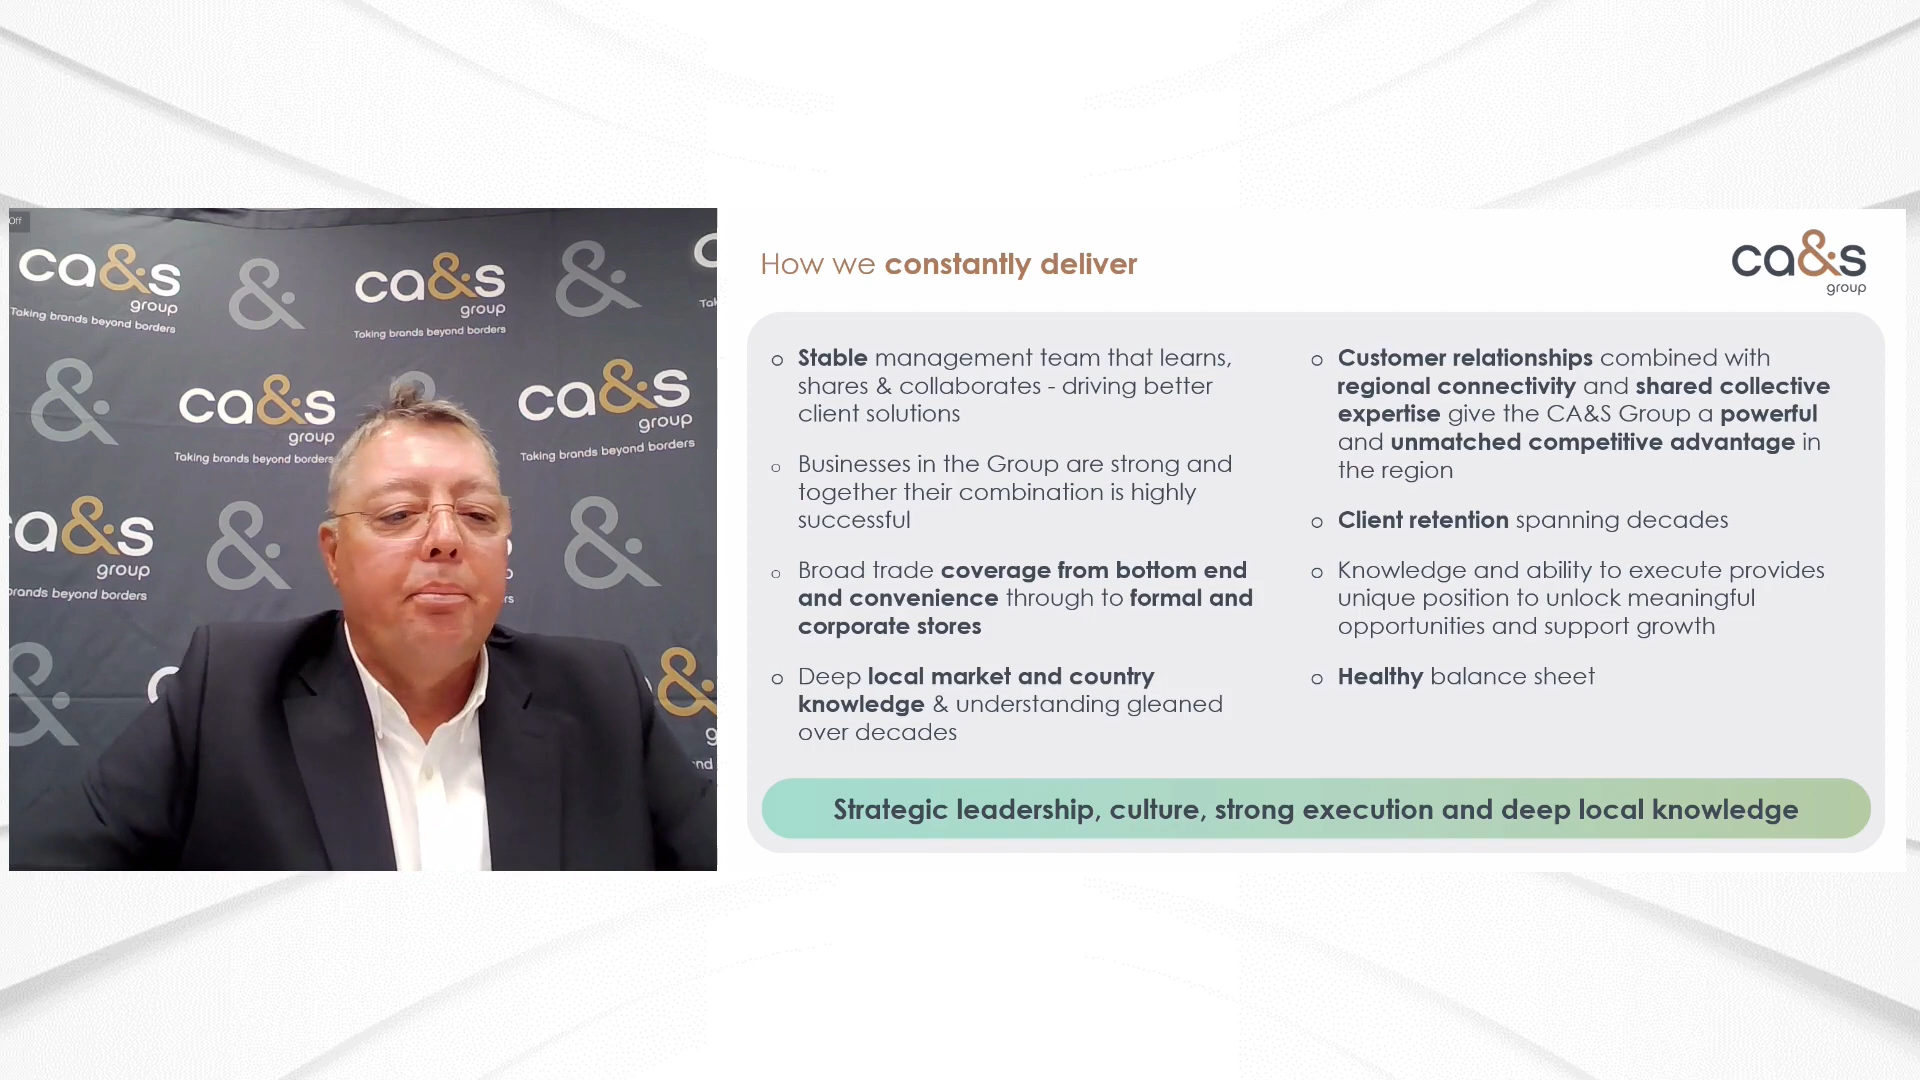 Off
ca&s
group
Taking brands beyond borders
&
ca&s
group
Taking brands beyond borders
&
&
ca&s
group
Taking brands beyond borders
ca&s
group
Taking brands beyond borders
ca&s
group
brands beyond borders
&
&
&
&
How we constantly deliver
ca&s
group
o Stable management team that learns,
shares & collaborates - driving better
client solutions
o Businesses in the Group are strong and
together their combination is highly
successful
o Broad trade coverage from bottom end
and convenience through to formal and
corporate stores
o Deep local market and country
knowledge & understanding gleaned
over decades
o Customer relationships combined with
regional connectivity and shared collective
expertise give the CA&S Group a powerful
and unmatched competitive advantage in
the region
o Client retention spanning decades
o Knowledge and ability to execute provides
unique position to unlock meaningful
opportunities and support growth
o Healthy balance sheet
Strategic leadership, culture, strong execution and deep local knowledge